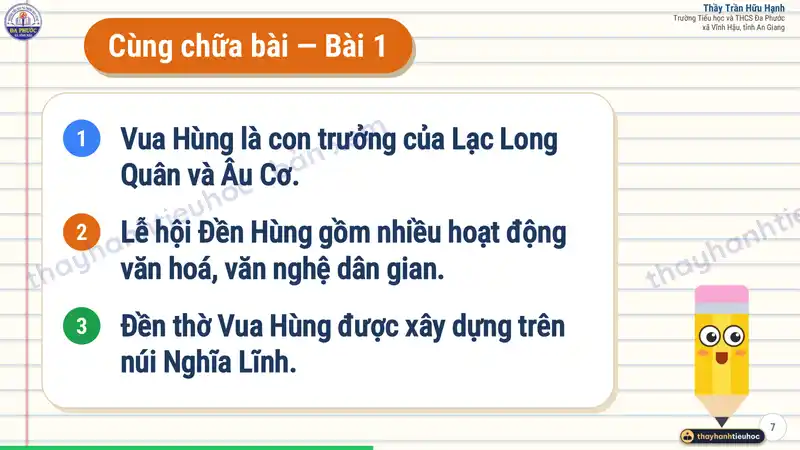 Thầy Trần Hữu Hạnh
Trường Tiểu học và THCS Đa Phước
xã Vĩnh Hậu, tỉnh An Giang
ĐA PHƯỚC
Cùng chữa bài – Bài 1
1 Vua Hùng là con trưởng của Lạc Long
Quân và Âu Cơ.
2 Lễ hội Đền Hùng gồm nhiều hoạt động
văn hoá, văn nghệ dân gian.
3 Đền thờ Vua Hùng được xây dựng trên
núi Nghĩa Lĩnh.
7
thayhanhtieuhoc